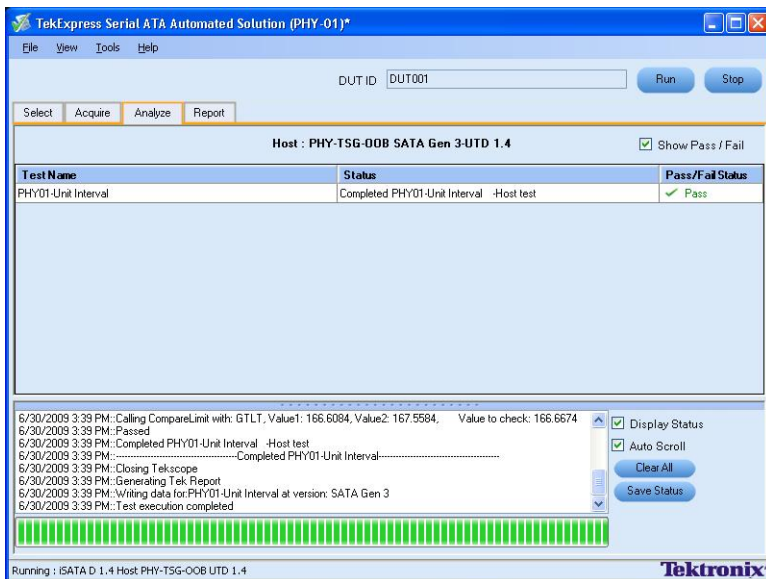 TekExpress Serial ATA Automated Solution (PHY-01)*
File View Tools Help
DUT ID DUT001 Run Stop
Select Acquire Analyze Report
Host : PHY-TSG-OOB SATA Gen 3-UTD 1.4 Show Pass / Fail
Test Name Status Pass/Fail Status
PHY01-Unit Interval Completed PHY01-Unit Interval -Host test Pass
6/30/2009 3:39 PM::Calling CompareLimit with: GTLT, Value1: 166.6084, Value2: 167.5584, Value to check: 166.6674
6/30/2009 3:39 PM::Passed
6/30/2009 3:39 PM::Completed PHY01-Unit Interval -Host test
6/30/2009 3:39 PM::----------------------------------------Completed PHY01-Unit Interval----------------------------------------
6/30/2009 3:39 PM::Closing Tekscope
6/30/2009 3:39 PM::Generating Tek Report
6/30/2009 3:39 PM::Writing data for:PHY01-Unit Interval at version: SATA Gen 3
6/30/2009 3:39 PM::Test execution completed
Display Status
Auto Scroll
Clear All
Save Status
Running : iSATA D 1.4 Host PHY-TSG-OOB UTD 1.4 Tektronix